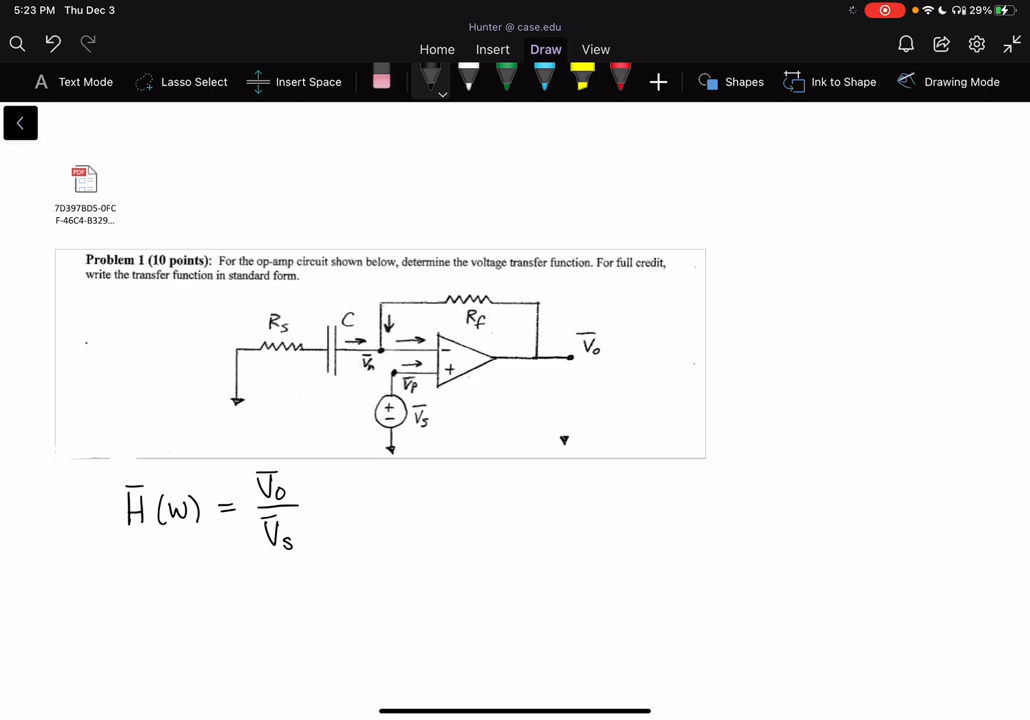 5:23 PM Thu Dec 3
29%
Hunter @ case.edu
Home Insert Draw View
A Text Mode Lasso Select Insert Space Shapes Ink to Shape Drawing Mode
PDF
7D397BD5-0FC
F-46C4-B329...
Problem 1 (10 points): For the op-amp circuit shown below, determine the voltage transfer function. For full credit,
write the transfer function in standard form.
Rs C Rf
V̅n − V̅o
V̅p +
+ − V̅s
H̅(w) = V̅o
V̅s